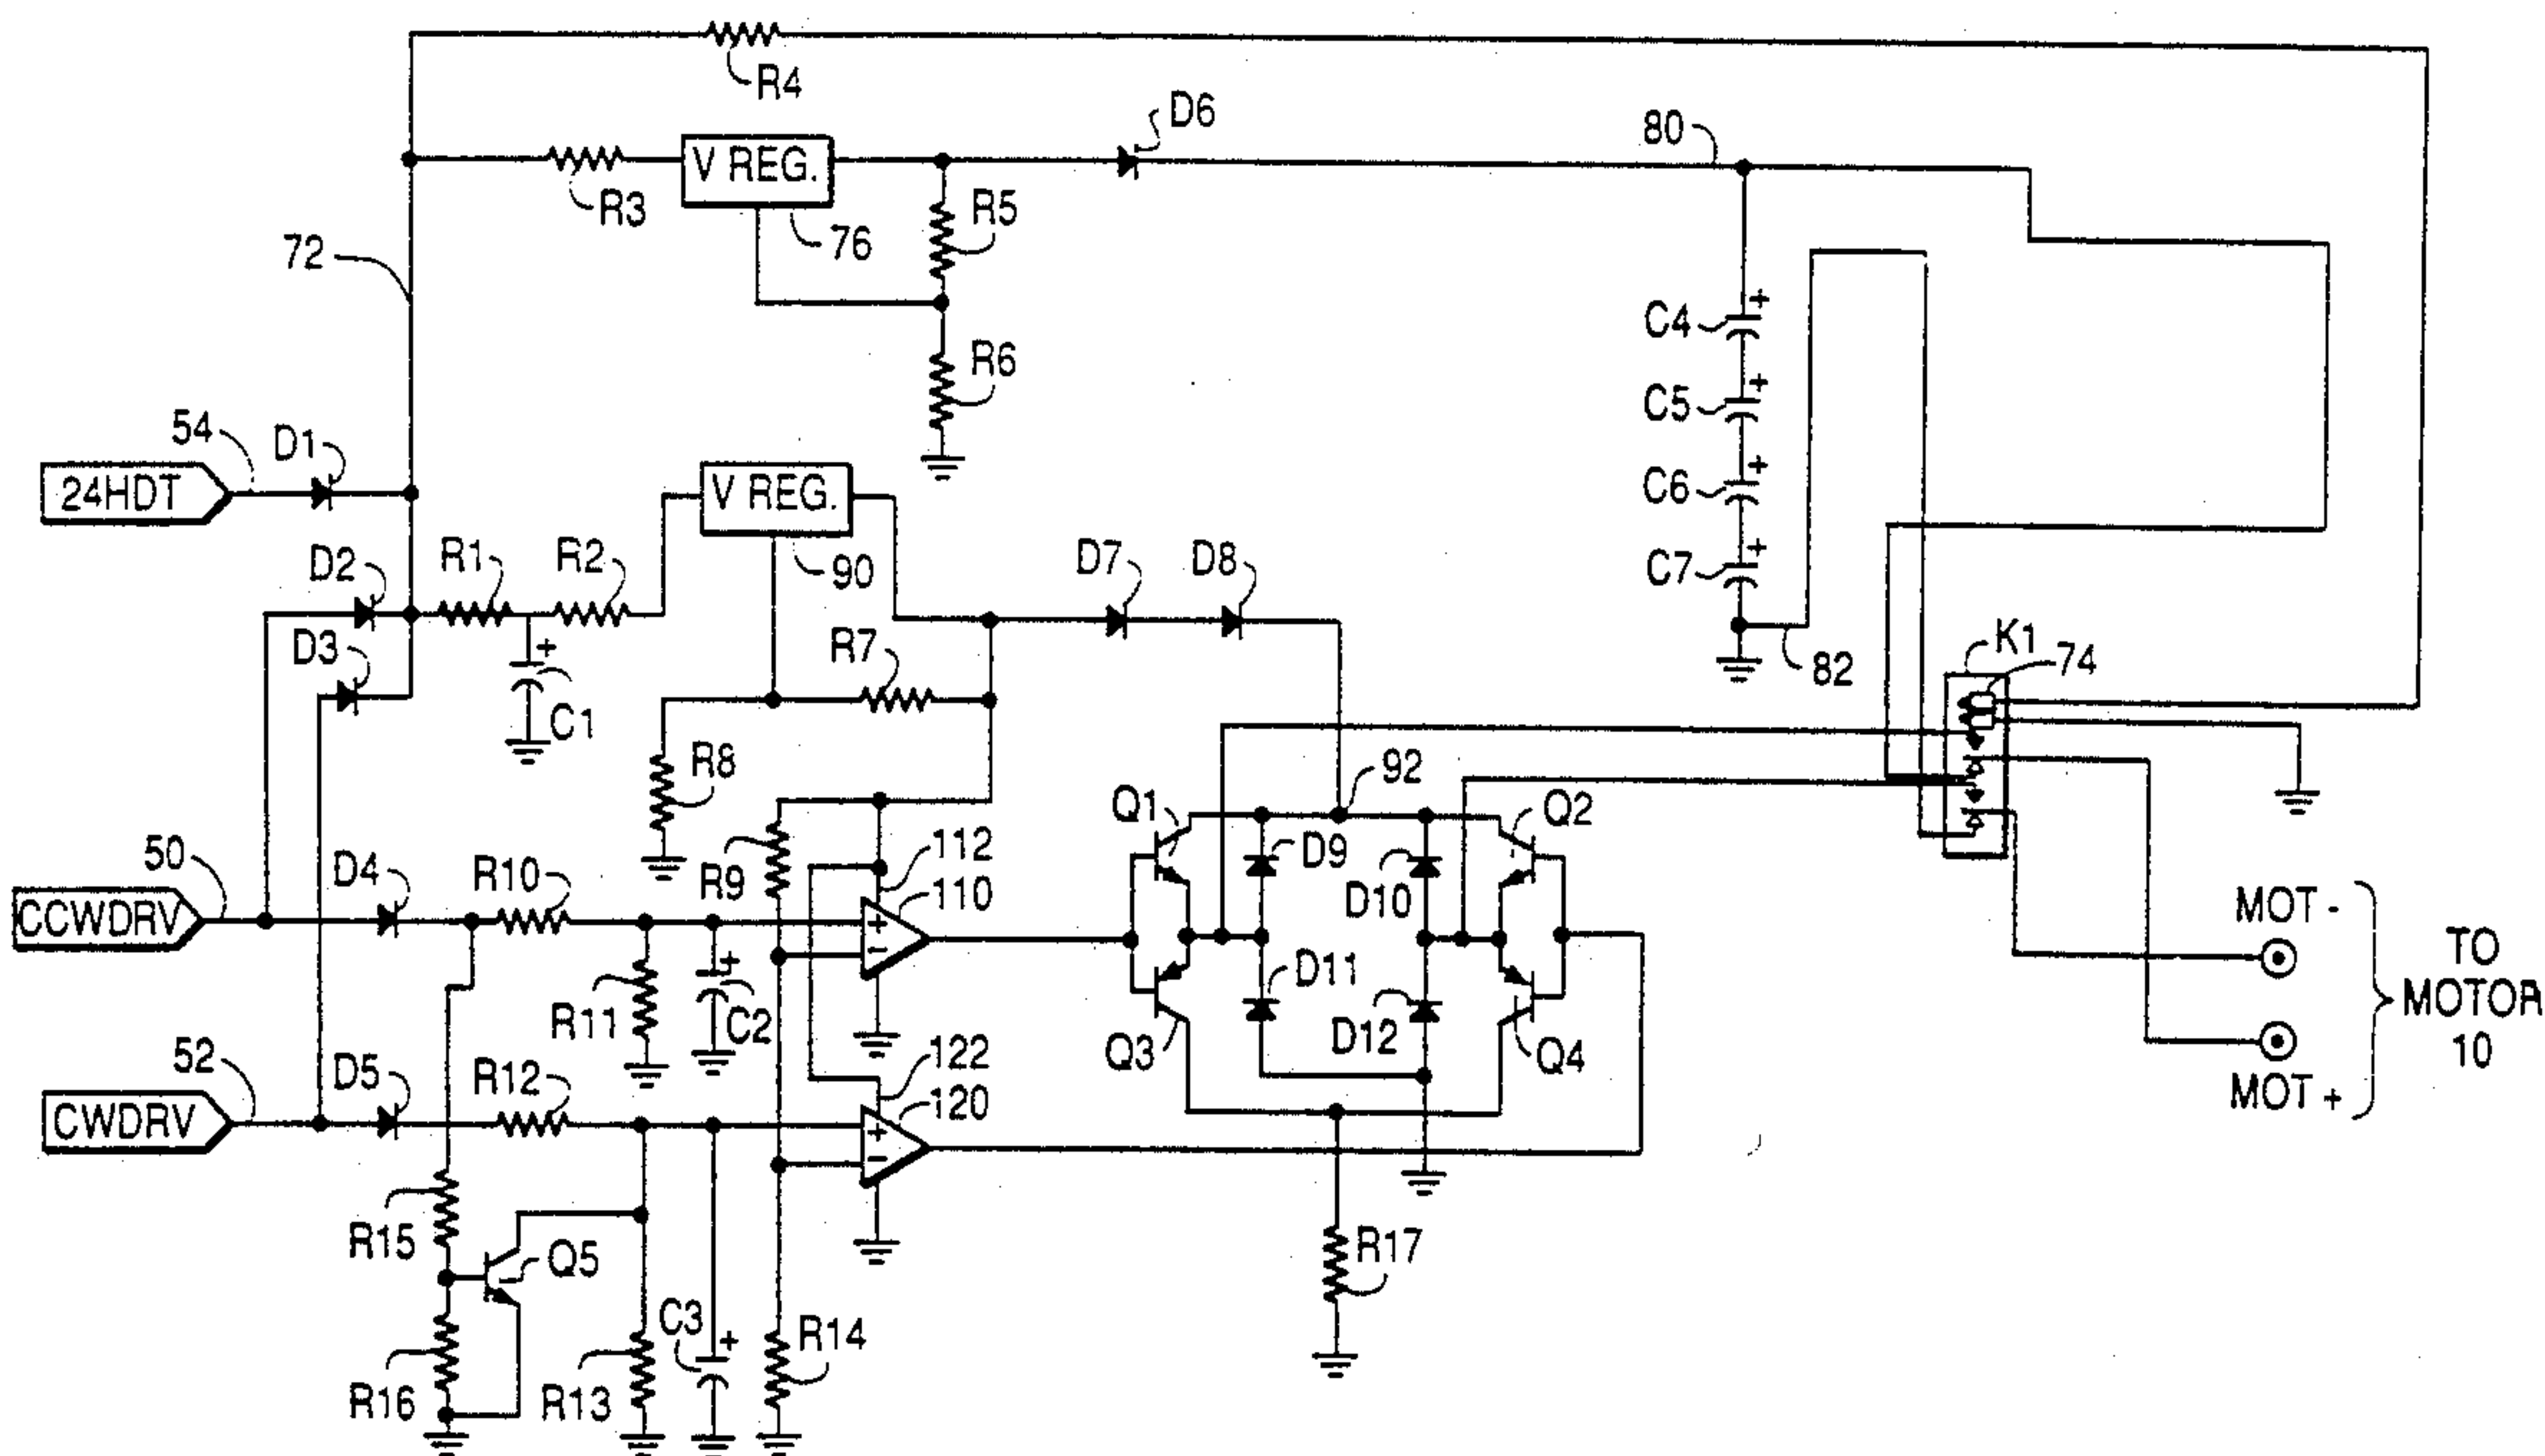 R4
D6
80
V REG.
R3
R5
76
72
C4
R6
C5
54
D1
24HDT
V REG.
C6
D2
R1
R2
90
D7
D8
C7
D3
R7
K1
74
82
C1
R8
92
Q1
Q2
50
D4
R10
R9
112
110
D9
D10
CCWDRV
MOT -
D11
R11
C2
Q3
D12
Q4
TO
MOTOR
10
52
D5
R12
122
120
CWDRV
MOT +
R15
Q5
R17
C3
R14
R16
R13